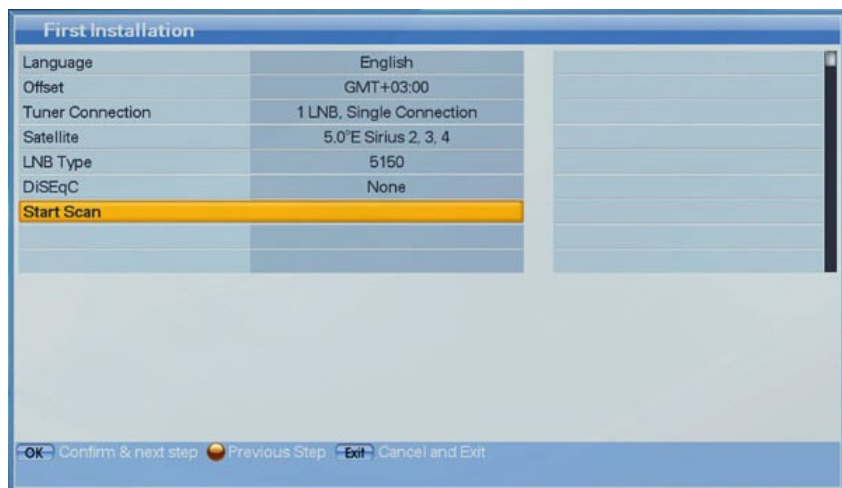 First Installation
Language English
Offset GMT+03:00
Tuner Connection 1 LNB, Single Connection
Satellite 5.0°E Sirius 2, 3, 4
LNB Type 5150
DiSEqC None
Start Scan
OK Confirm & next step Previous Step Exit Cancel and Exit